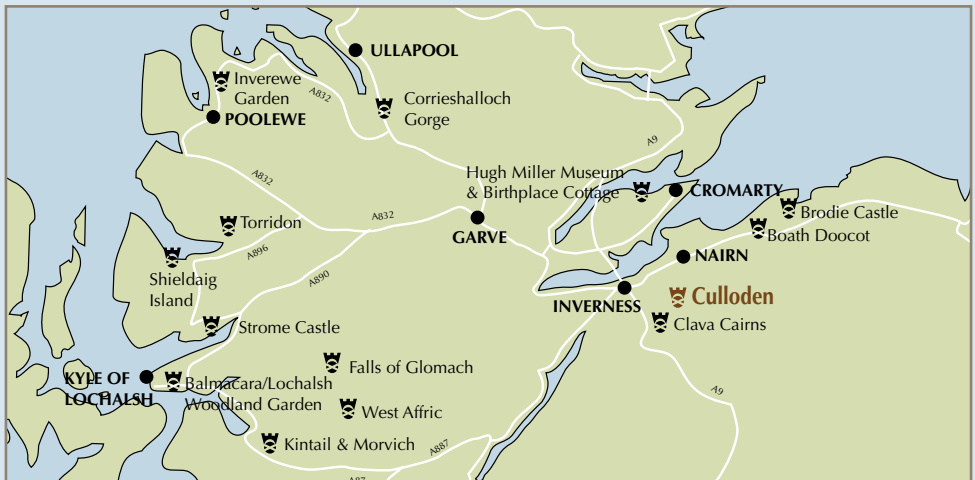 ULLAPOOL
Inverewe
Garden
A832
Corrieshalloch
Gorge
POOLEWE
A9
A832
Hugh Miller Museum
& Birthplace Cottage
CROMARTY
Brodie Castle
Torridon
A832
Boath Doocot
GARVE
A896
NAIRN
Shieldaig
Island
A890
INVERNESS
Culloden
Strome Castle
Clava Cairns
Falls of Glomach
KYLE OF
LOCHALSH
Balmacara/Lochalsh
Woodland Garden
A9
West Affric
Kintail & Morvich
A887
A87